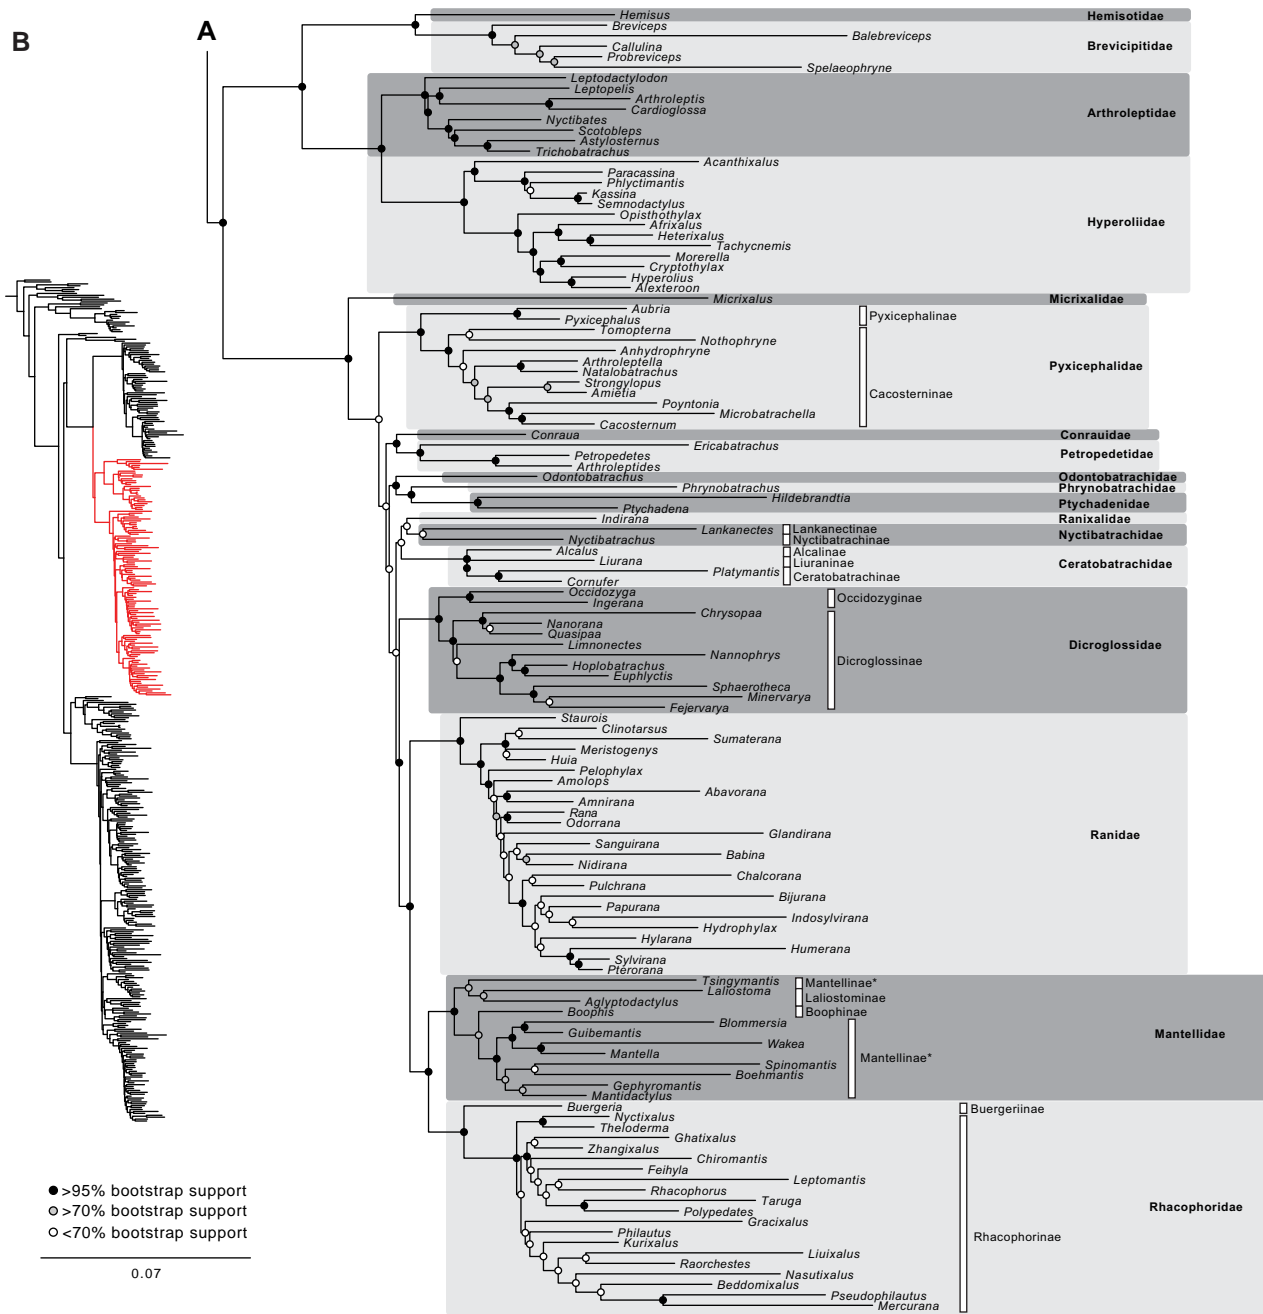 B
A
Hemisus
Hemisotidae
Breviceps
Balebreviceps
Callulina
Brevicipitidae
Probreviceps
Spelaeophryne
Leptodactylodon
Leptopelis
Arthroleptis
Cardioglossa
Arthroleptidae
Nyctibates
Scotobleps
Astylosternus
Trichobatrachus
Acanthixalus
Paracassina
Phlyctimantis
Kassina
Semnodactylus
Opisthothylax
Hyperoliidae
Afrixalus
Heterixalus
Tachycnemis
Morerella
Cryptothylax
Hyperolius
Alexteroon
Micrixalus
Micrixalidae
Aubria
Pyxicephalus
Pyxicephalinae
Tomopterna
Nothophryne
Anhydrophryne
Arthroleptella
Pyxicephalidae
Natalobatrachus
Strongylopus
Amietia
Cacosterninae
Poyntonia
Microbatrachella
Cacosternum
Conraua
Conrauidae
Ericabatrachus
Petropedetes
Petropedetidae
Arthroleptides
Odontobatrachus
Odontobatrachidae
Phrynobatrachus
Phrynobatrachidae
Hildebrandtia
Ptychadena
Ptychadenidae
Indirana
Ranixalidae
Lankanectes
Lankanectinae
Nyctibatrachidae
Nyctibatrachus
Nyctibatrachinae
Alcalus
Alcalinae
Liurana
Liuraninae
Ceratobatrachidae
Platymantis
Ceratobatrachinae
Cornufer
Occidozyga
Occidozyginae
Ingerana
Chrysopaa
Nanorana
Quasipaa
Limnonectes
Dicroglossidae
Nannophrys
Dicroglossinae
Hoplobatrachus
Euphlyctis
Sphaerotheca
Minervarya
Fejervarya
Staurois
Clinotarsus
Sumaterana
Meristogenys
Huia
Pelophylax
Amolops
Abavorana
Amnirana
Rana
Odorrana
Glandirana
Ranidae
Sanguirana
Babina
Nidirana
Chalcorana
Pulchrana
Bijurana
Papurana
Indosylvirana
Hydrophylax
Hylarana
Humerana
Sylvirana
Pterorana
Tsingymantis
Mantellinae*
Laliostoma
Laliostominae
Aglyptodactylus
Boophis
Boophinae
Blommersia
Guibemantis
Mantellidae
Wakea
Mantella
Mantellinae*
Spinomantis
Boehmantis
Gephyromantis
Mantidactylus
Buergeria
Buergeriinae
Nyctixalus
Theloderma
Ghatixalus
Zhangixalus
Chiromantis
Feihyla
Leptomantis
Rhacophorus
Taruga
Polypedates
Rhacophoridae
Gracixalus
Philautus
Rhacophorinae
Kurixalus
Liuixalus
Raorchestes
Nasutixalus
Beddomixalus
Pseudophilautus
Mercurana
>95% bootstrap support
>70% bootstrap support
<70% bootstrap support
0.07